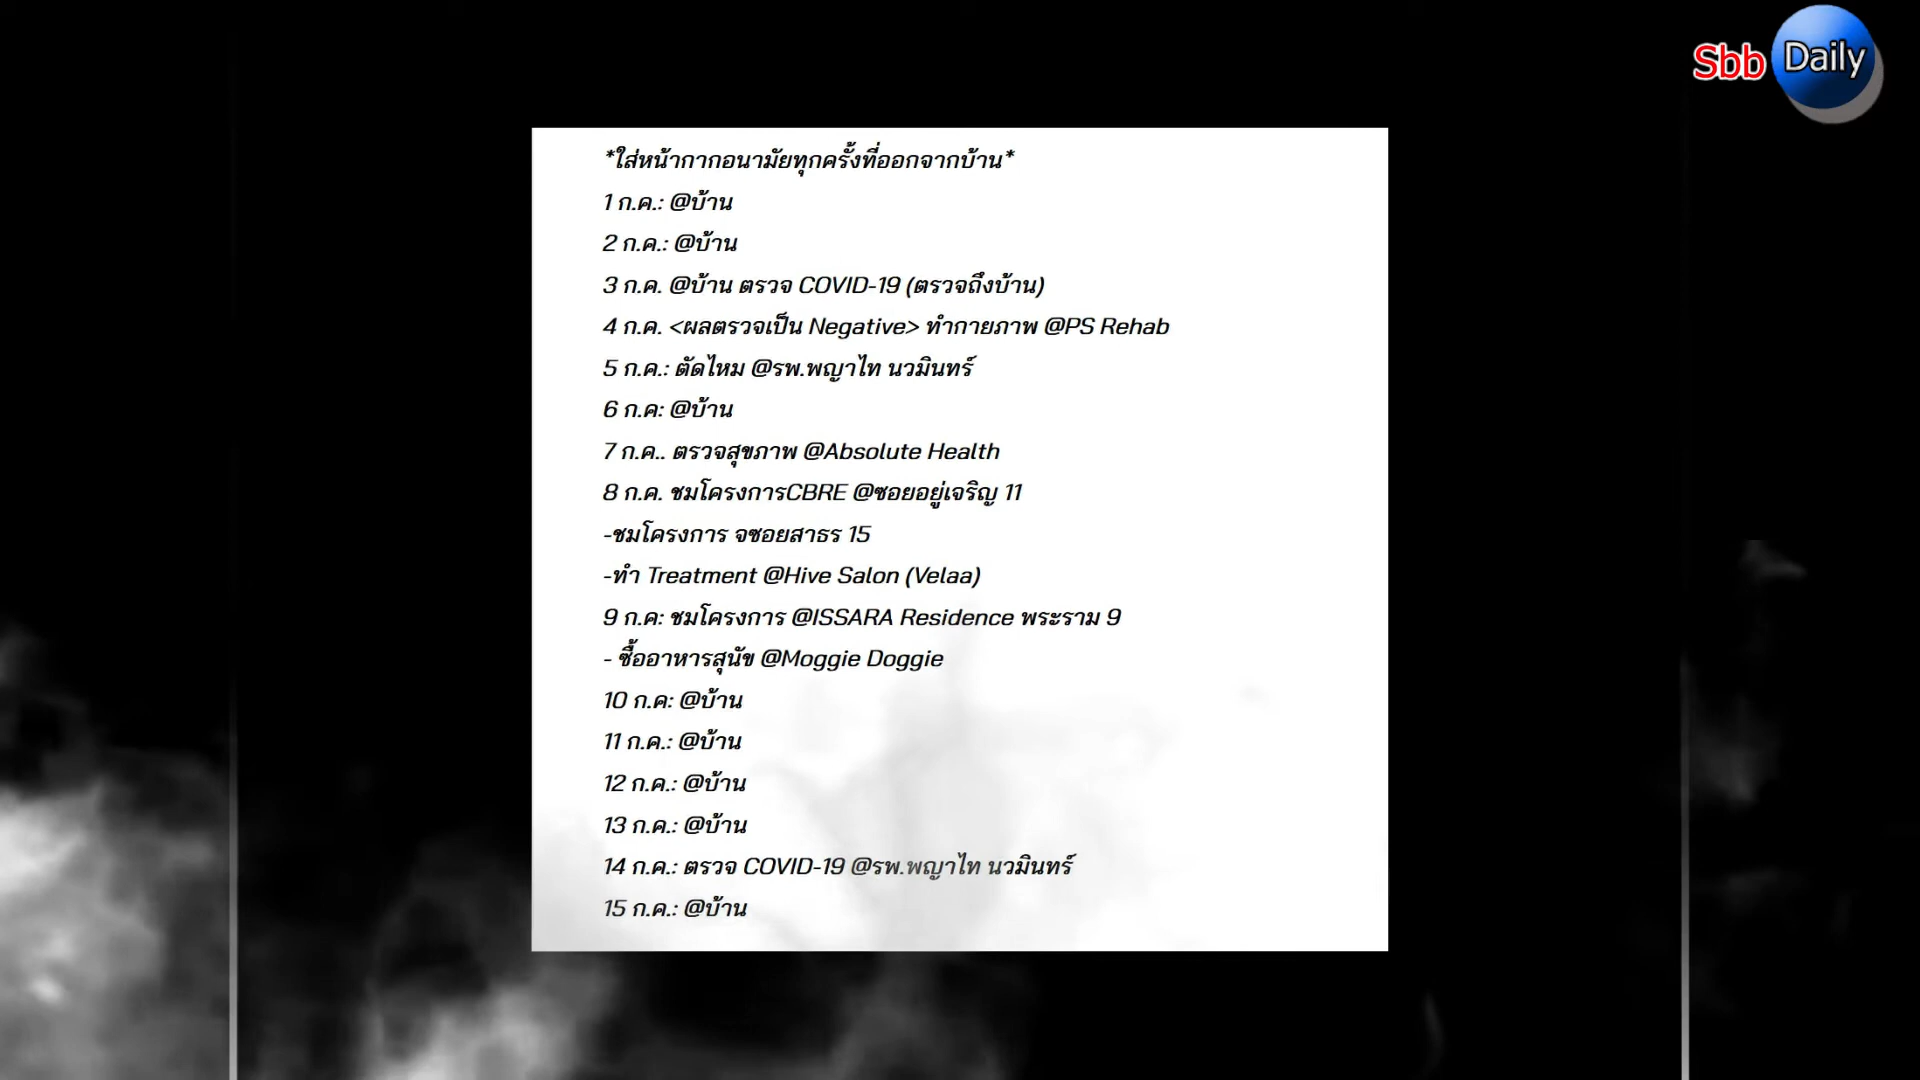 Sbb Daily
*ใส่หน้ากากอนามัยทุกครั้งที่ออกจากบ้าน*
1 ก.ค.: @บ้าน
2 ก.ค.: @บ้าน
3 ก.ค. @บ้าน ตรวจ COVID-19 (ตรวจถึงบ้าน)
4 ก.ค. <ผลตรวจเป็น Negative> ทำกายภาพ @PS Rehab
5 ก.ค.: ตัดไหม @รพ.พญาไท นวมินทร์
6 ก.ค: @บ้าน
7 ก.ค.. ตรวจสุขภาพ @Absolute Health
8 ก.ค. ชมโครงการCBRE @ซอยอยู่เจริญ 11
-ชมโครงการ จซอยสาธร 15
-ทำ Treatment @Hive Salon (Velaa)
9 ก.ค: ชมโครงการ @ISSARA Residence พระราม 9
- ซื้ออาหารสุนัข @Moggie Doggie
10 ก.ค: @บ้าน
11 ก.ค.: @บ้าน
12 ก.ค.: @บ้าน
13 ก.ค.: @บ้าน
14 ก.ค.: ตรวจ COVID-19 @รพ.พญาไท นวมินทร์
15 ก.ค.: @บ้าน